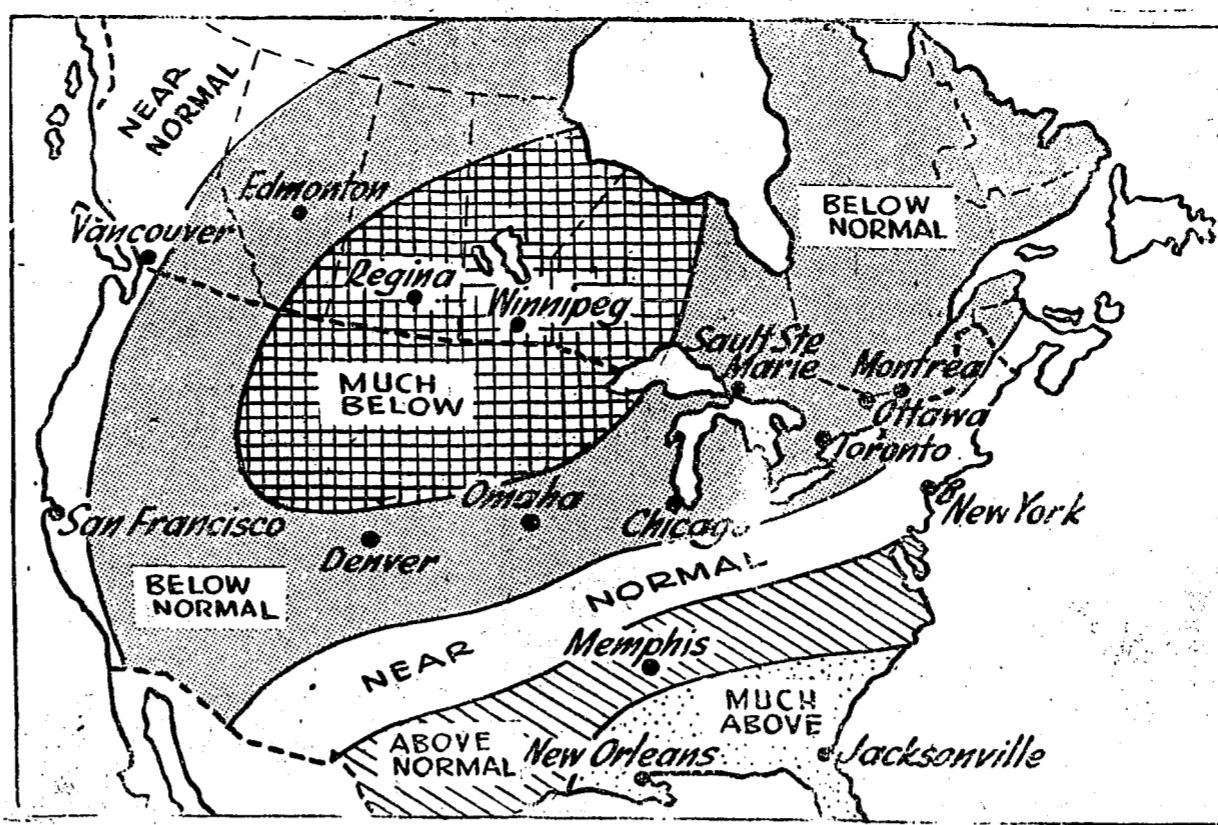 NEAR
NORMAL
Edmonton
Vancouver
BELOW
NORMAL
Regina
Winnipeg
Sault Ste
Marie
Montreal
Ottawa
Toranto
MUCH
BELOW
Omaha
Chicago
New York
San Francisco
Denver
BELOW
NORMAL
NEAR NORMAL
Memphis
MUCH
ABOVE
ABOVE
NORMAL
New Orleans
Jacksonville